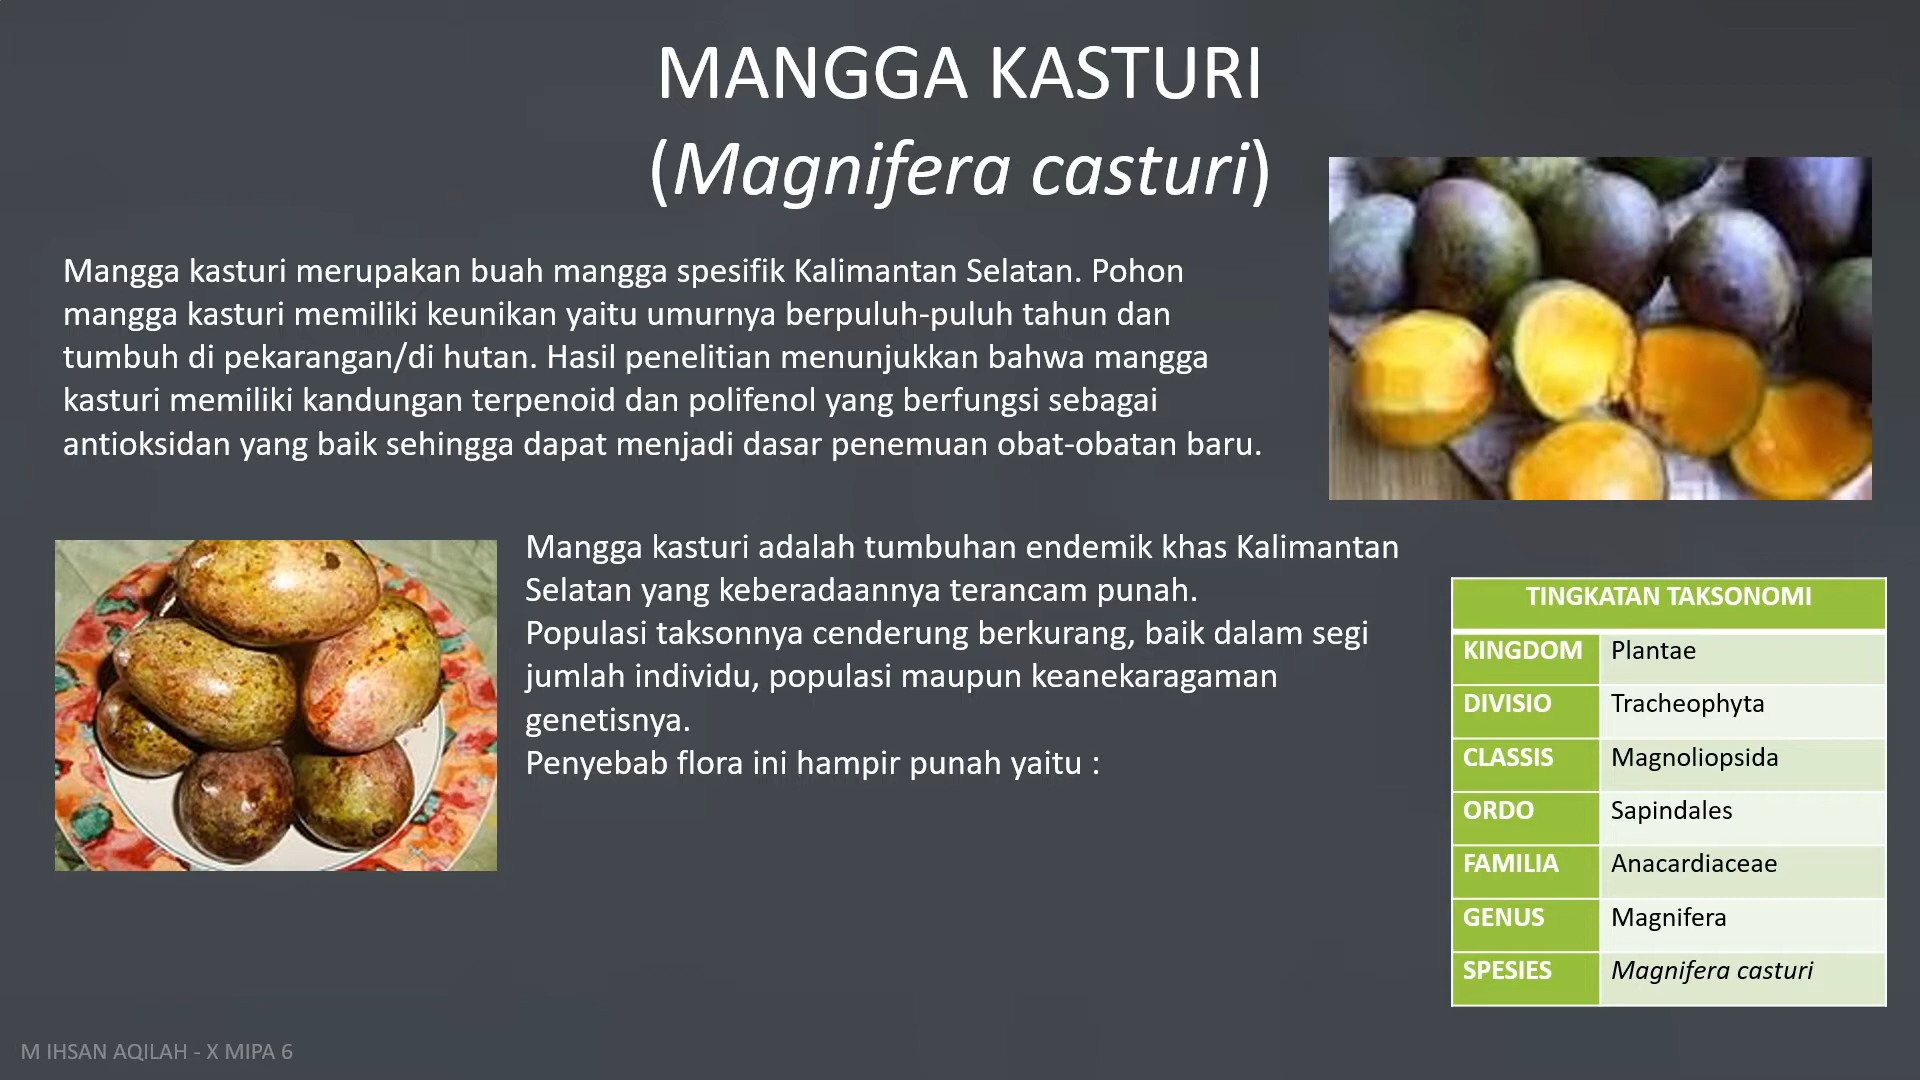 MANGGA KASTURI
(Magnifera casturi)
Mangga kasturi merupakan buah mangga spesifik Kalimantan Selatan. Pohon
mangga kasturi memiliki keunikan yaitu umurnya berpuluh-puluh tahun dan
tumbuh di pekarangan/di hutan. Hasil penelitian menunjukkan bahwa mangga
kasturi memiliki kandungan terpenoid dan polifenol yang berfungsi sebagai
antioksidan yang baik sehingga dapat menjadi dasar penemuan obat-obatan baru.
Mangga kasturi adalah tumbuhan endemik khas Kalimantan
Selatan yang keberadaannya terancam punah.
Populasi taksonnya cenderung berkurang, baik dalam segi
jumlah individu, populasi maupun keanekaragaman
genetisnya.
Penyebab flora ini hampir punah yaitu :
TINGKATAN TAKSONOMI
KINGDOM Plantae
DIVISIO Tracheophyta
CLASSIS Magnoliopsida
ORDO Sapindales
FAMILIA Anacardiaceae
GENUS Magnifera
SPESIES Magnifera casturi
M IHSAN AQILAH - X MIPA 6